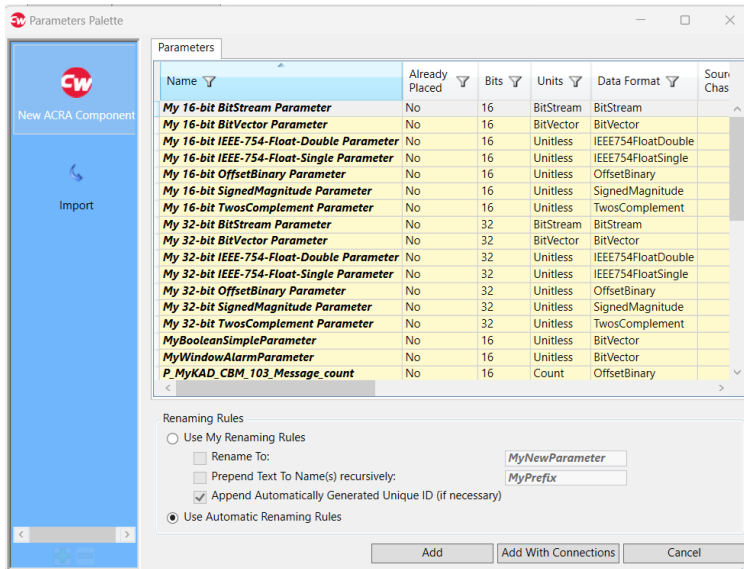 Parameters Palette
New ACRA Component
Import
Parameters
Name Already Placed Bits Units Data Format
My 16-bit BitStream Parameter No 16 BitStream BitStream
My 16-bit BitVector Parameter No 16 BitVector BitVector
My 16-bit IEEE-754-Float-Double Parameter No 16 Unitless IEEE754FloatDouble
My 16-bit IEEE-754-Float-Single Parameter No 16 Unitless IEEE754FloatSingle
My 16-bit OffsetBinary Parameter No 16 Unitless OffsetBinary
My 16-bit SignedMagnitude Parameter No 16 Unitless SignedMagnitude
My 16-bit TwosComplement Parameter No 16 Unitless TwosComplement
My 32-bit BitStream Parameter No 32 BitStream BitStream
My 32-bit BitVector Parameter No 32 BitVector BitVector
My 32-bit IEEE-754-Float-Double Parameter No 32 Unitless IEEE754FloatDouble
My 32-bit IEEE-754-Float-Single Parameter No 32 Unitless IEEE754FloatSingle
My 32-bit OffsetBinary Parameter No 32 Unitless OffsetBinary
My 32-bit SignedMagnitude Parameter No 32 Unitless SignedMagnitude
My 32-bit TwosComplement Parameter No 32 Unitless TwosComplement
MyBooleanSimpleParameter No 16 Unitless BitVector
MyWindowAlarmParameter No 16 Unitless BitVector
P_MyKAD_CBM_103_Message_count No 16 Count OffsetBinary
Renaming Rules
Use My Renaming Rules
Rename To: MyNewParameter
Prepend Text To Name(s) recursively: MyPrefix
Append Automatically Generated Unique ID (if necessary)
Use Automatic Renaming Rules
Add Add With Connections Cancel